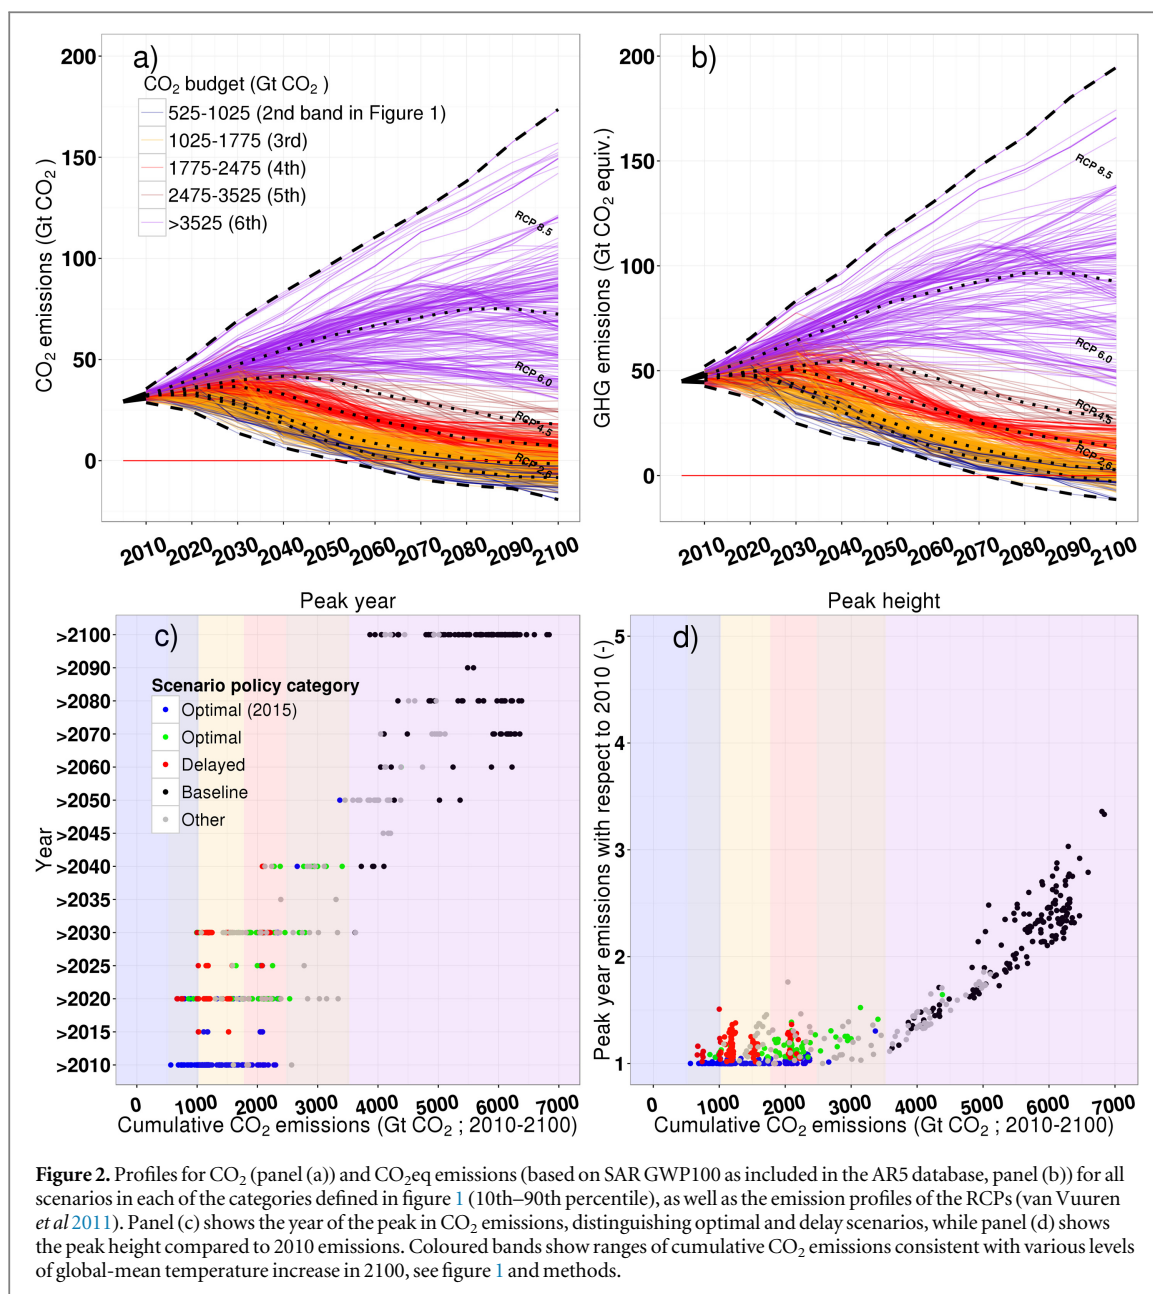 a)
CO2 budget (Gt CO2 )
525-1025 (2nd band in Figure 1)
1025-1775 (3rd)
1775-2475 (4th)
2475-3525 (5th)
>3525 (6th)
CO2 emissions (Gt CO2 )
200
150
100
50
0
RCP 8.5
RCP 6.0
RCP 4.5
RCP 2.6
2010 2020 2030 2040 2050 2060 2070 2080 2090 2100
b)
GHG emissions (Gt CO2 equiv.)
200
150
100
50
0
RCP 8.5
RCP 6.0
RCP 4.5
RCP 2.6
2010 2020 2030 2040 2050 2060 2070 2080 2090 2100
Peak year
c)
Year
>2100
>2090
>2080
>2070
>2060
>2050
>2045
>2040
>2035
>2030
>2025
>2020
>2015
>2010
Scenario policy category
Optimal (2015)
Optimal
Delayed
Baseline
Other
0 1000 2000 3000 4000 5000 6000 7000
Cumulative CO2 emissions (Gt CO2 ; 2010-2100)
Peak height
d)
Peak year emissions with respect to 2010 (-)
5
4
3
2
1
0 1000 2000 3000 4000 5000 6000 7000
Cumulative CO2 emissions (Gt CO2 ; 2010-2100)
Figure 2. Profiles for CO2 (panel (a)) and CO2eq emissions (based on SAR GWP100 as included in the AR5 database, panel (b)) for all
scenarios in each of the categories defined in figure 1 (10th–90th percentile), as well as the emission profiles of the RCPs (van Vuuren
et al 2011). Panel (c) shows the year of the peak in CO2 emissions, distinguishing optimal and delay scenarios, while panel (d) shows
the peak height compared to 2010 emissions. Coloured bands show ranges of cumulative CO2 emissions consistent with various levels
of global-mean temperature increase in 2100, see figure 1 and methods.